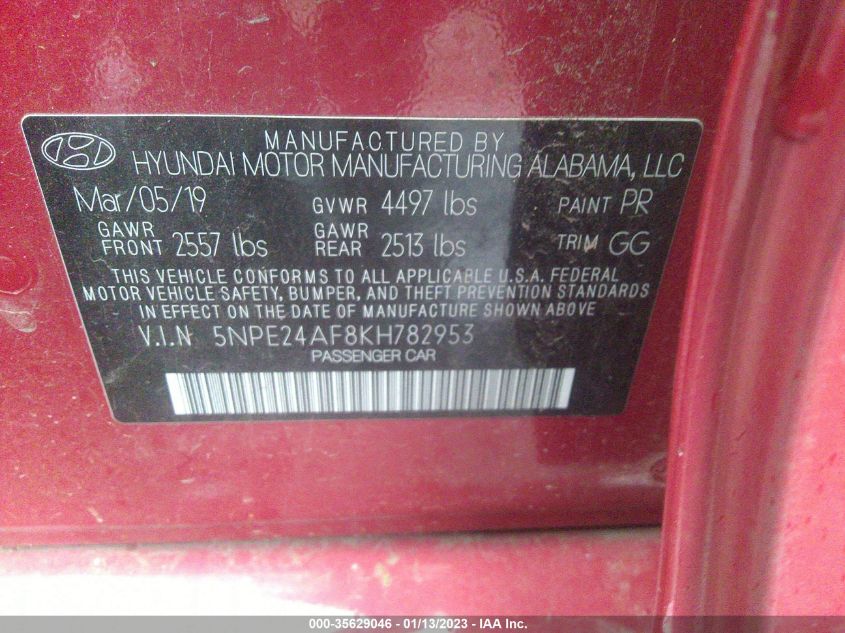 MANUFACTURED BY
HYUNDAI MOTOR MANUFACTURING ALABAMA, LLC
Mar/05/19 GVWR 4497 lbs PAINT PR
GAWR FRONT 2557 lbs GAWR REAR 2513 lbs TRIM GG
THIS VEHICLE CONFORMS TO ALL APPLICABLE U.S.A. FEDERAL
MOTOR VEHICLE SAFETY, BUMPER, AND THEFT PREVENTION STANDARDS
IN EFFECT ON THE DATE OF MANUFACTURE SHOWN ABOVE
V.I.N 5NPE24AF8KH782953
PASSENGER CAR
000-35629046 - 01/13/2023 - IAA Inc.